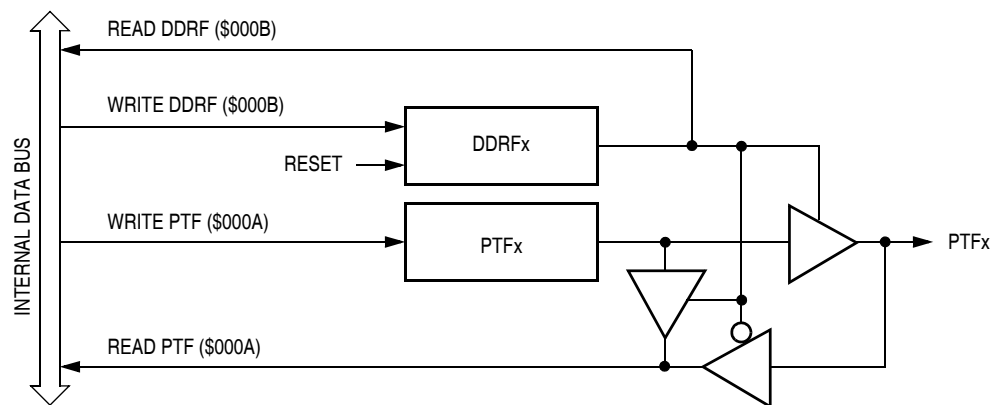 READ DDRF ($000B)
WRITE DDRF ($000B)
DDRFx
RESET
INTERNAL DATA BUS
WRITE PTF ($000A)
PTFx
PTFx
READ PTF ($000A)